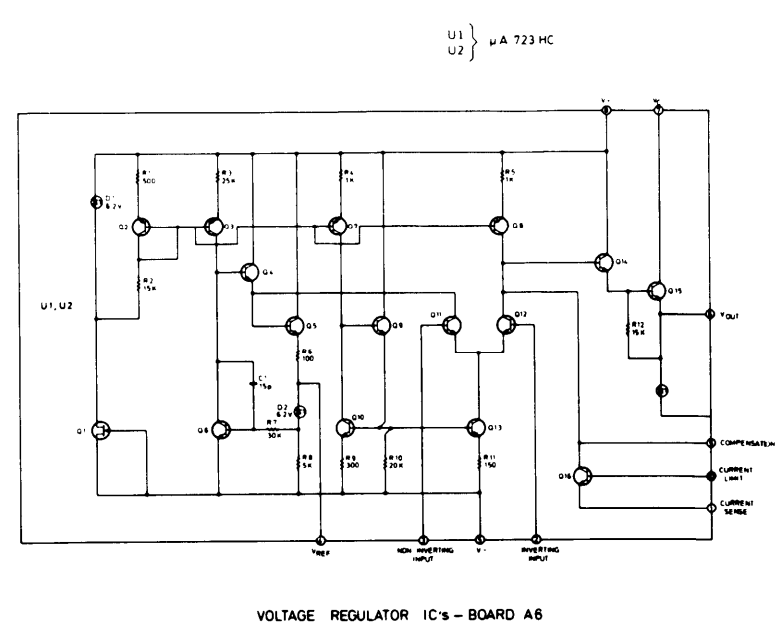 U1
U2
μA 723 HC
V+
D1
6.2V
R1
500
R3
25K
R4
1K
R5
1K
Q2
Q3
Q7
Q8
Q4
Q14
R2
15K
Q15
U1, U2
Q5
Q9
Q11
Q12
R12
15K
VOUT
R6
100
C1
15p
D2
6.2V
Q1
Q6
R7
30K
Q10
Q13
R8
5K
R9
300
R10
20K
R11
150
COMPENSATION
Q16
CURRENT
LIMIT
CURRENT
SENSE
VREF
NON INVERTING
INPUT
V-
INVERTING
INPUT
VOLTAGE REGULATOR IC's – BOARD A6